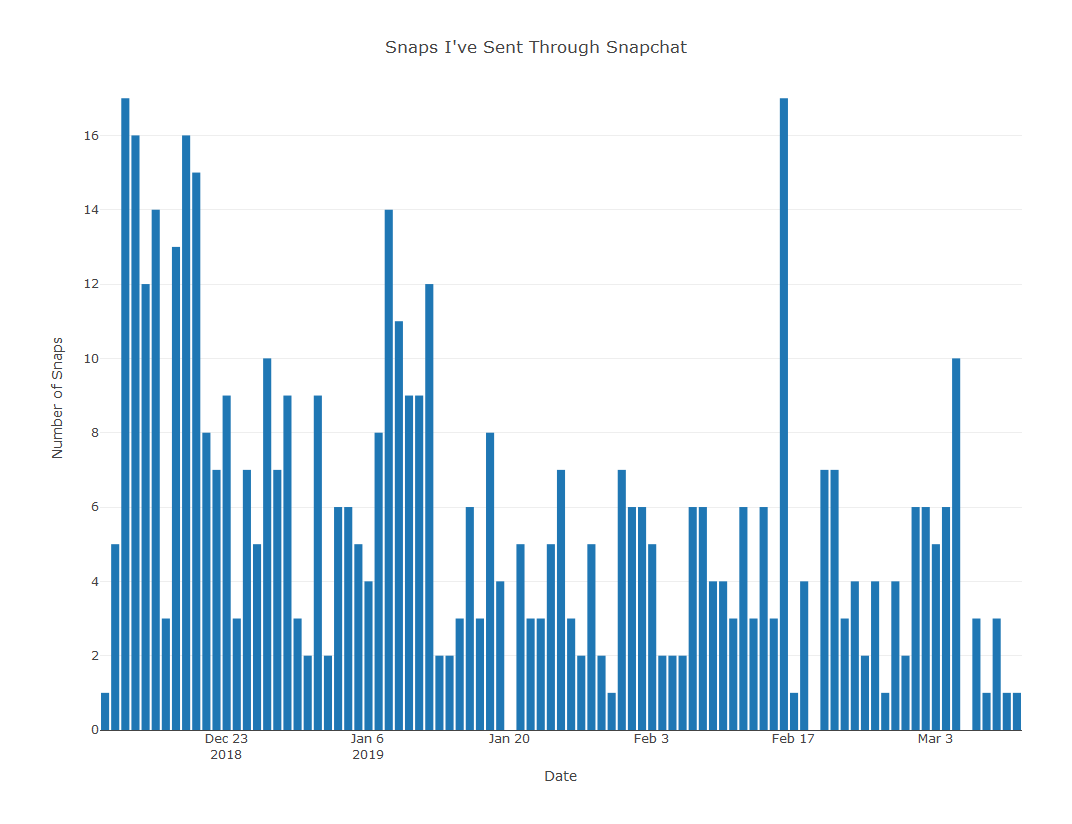 Snaps I've Sent Through Snapchat
Number of Snaps
16
14
12
10
8
6
4
2
0
Dec 23 Jan 6 Jan 20 Feb 3 Feb 17 Mar 3
2018 2019
Date